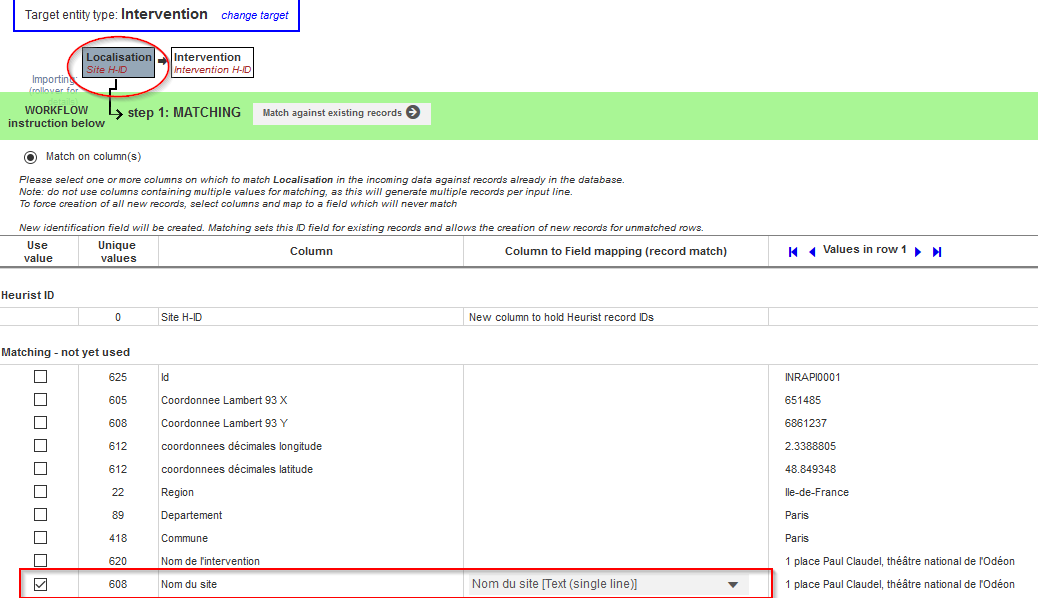 Target entity type: Intervention change target
Localisation
Site H-ID
Intervention
Intervention H-ID
Importing:
(rollover for
WORKFLOW
instruction below
step 1: MATCHING
Match against existing records
Match on column(s)
Please select one or more columns on which to match Localisation in the incoming data against records already in the database.
Note: do not use columns containing multiple values for matching, as this will generate multiple records per input line.
To force creation of all new records, select columns and map to a field which will never match
New identification field will be created. Matching sets this ID field for existing records and allows the creation of new records for unmatched rows.
Use value Unique values Column Column to Field mapping (record match) Values in row 1
Heurist ID
0 Site H-ID New column to hold Heurist record IDs
Matching - not yet used
625 Id INRAPI0001
605 Coordonnee Lambert 93 X 651485
608 Coordonnee Lambert 93 Y 6861237
612 coordonnees décimales longitude 2.3388805
612 coordonnees décimales latitude 48.849348
22 Region Ile-de-France
89 Departement Paris
418 Commune Paris
620 Nom de l'intervention 1 place Paul Claudel, théâtre national de l'Odéon
608 Nom du site Nom du site [Text (single line)] 1 place Paul Claudel, théâtre national de l'Odéon